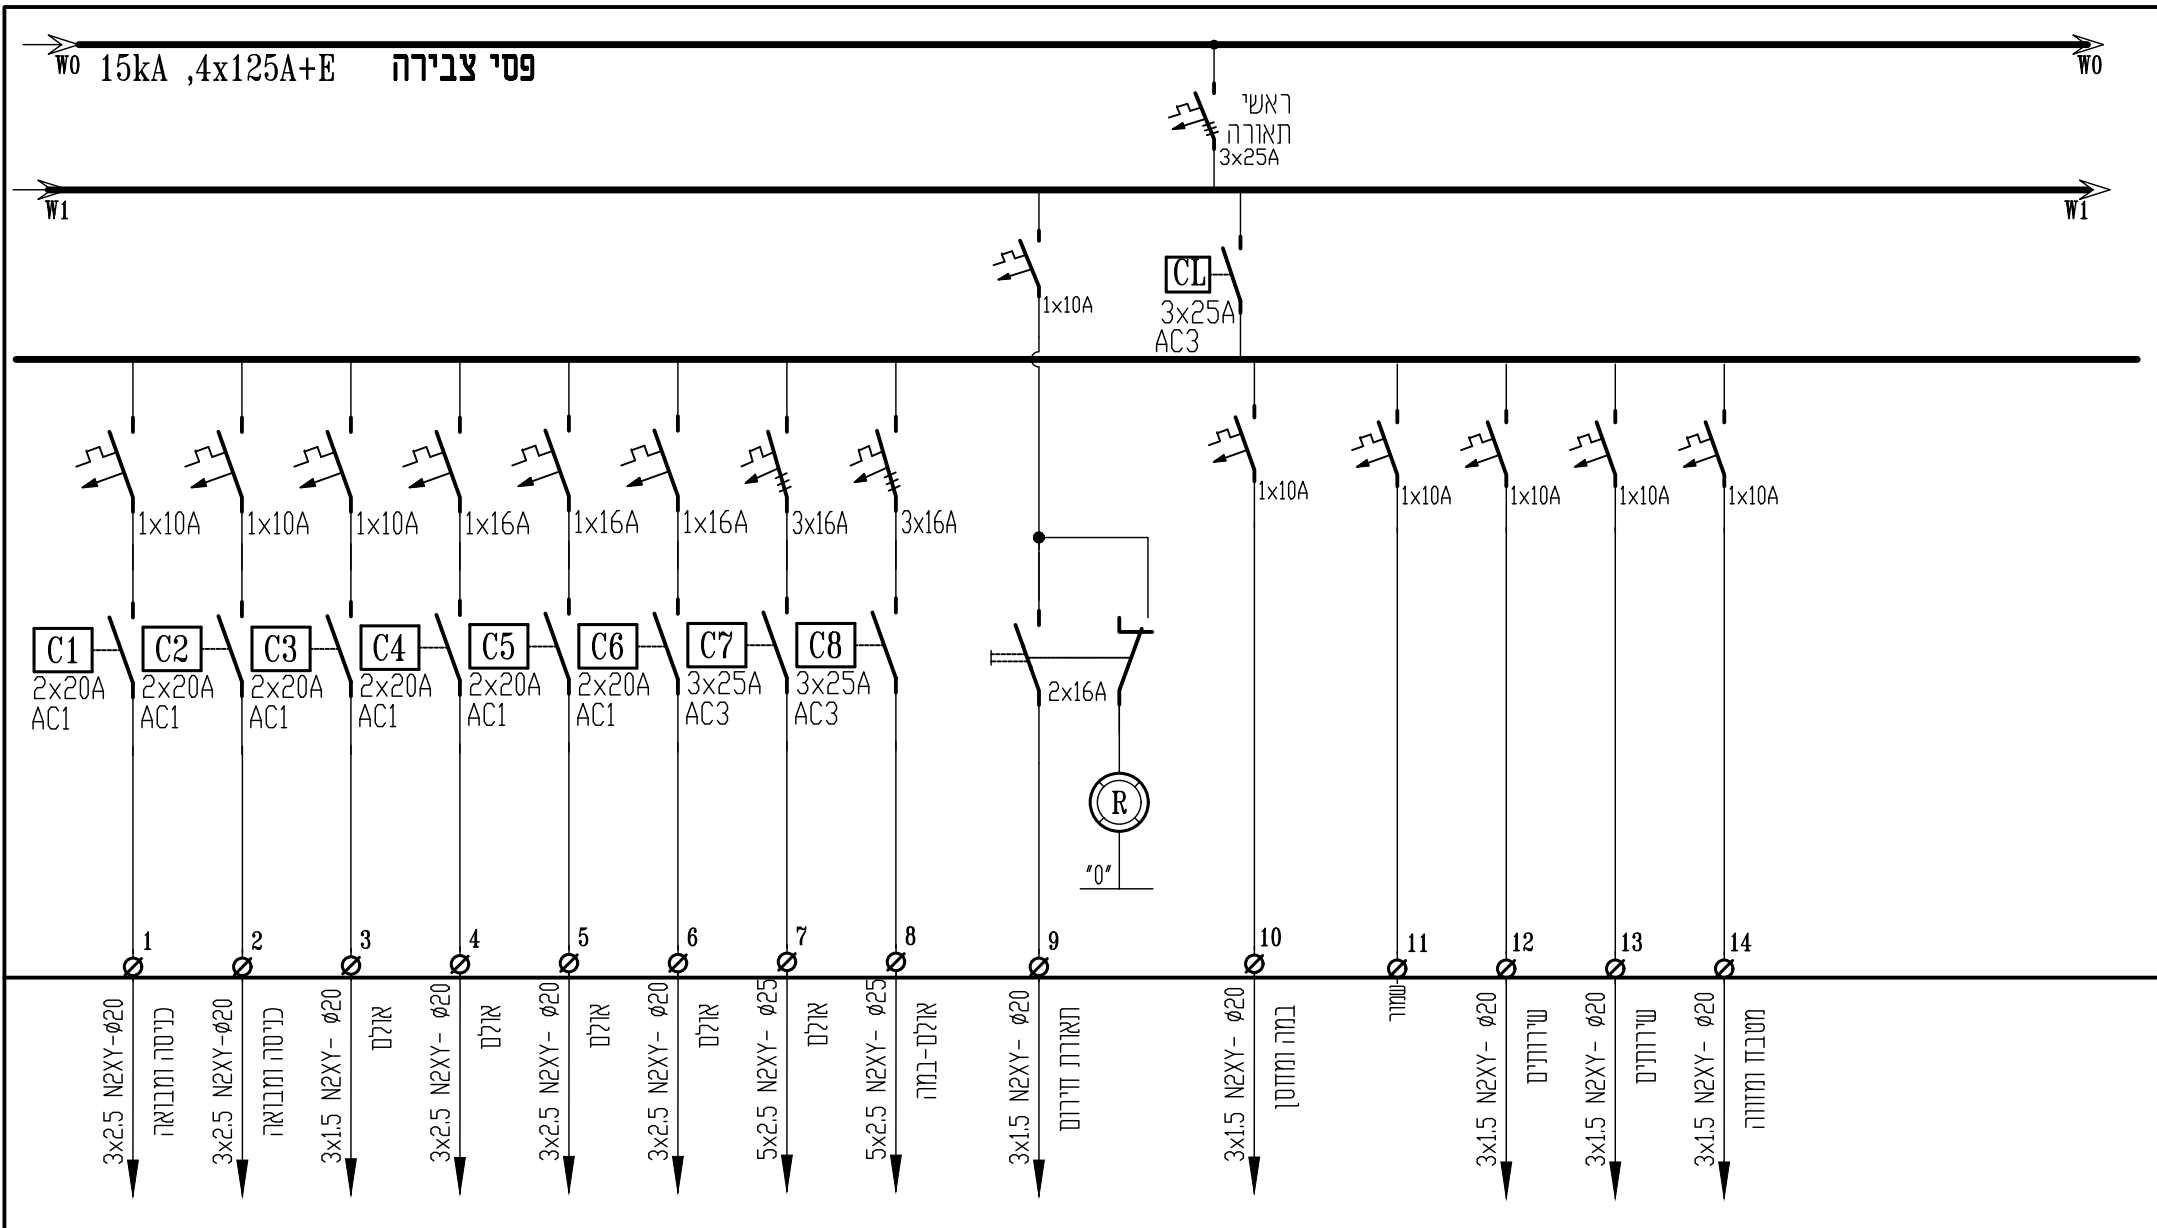 W0 15kA ,4x125A+E פסי צבירה
W0
ראשי
תאורה
3x25A
W1
W1
1x10A
CL
3x25A
AC3
1x10A
1x10A
1x10A
1x16A
1x16A
1x16A
3x16A
3x16A
1x10A
1x10A
1x10A
1x10A
1x10A
C1
2x20A
AC1
C2
2x20A
AC1
C3
2x20A
AC1
C4
2x20A
AC1
C5
2x20A
AC1
C6
2x20A
AC1
C7
3x25A
AC3
C8
3x25A
AC3
2x16A
R
"0"
1
2
3
4
5
6
7
8
9
10
11
12
13
14
3x2.5 N2XY-ø20
כניסה ומבואה
3x2.5 N2XY-ø20
כניסה ומבואה
3x1.5 N2XY- ø20
אולם
3x2.5 N2XY- ø20
אולם
3x2.5 N2XY- ø20
אולם
3x2.5 N2XY- ø20
אולם
5x2.5 N2XY- ø25
אולם
5x2.5 N2XY- ø25
אולם-במה
3x1.5 N2XY- ø20
תאורת חירום
3x1.5 N2XY- ø20
במה ומחסן
שמור
3x1.5 N2XY- ø20
שירותים
3x1.5 N2XY- ø20
שירותים
3x1.5 N2XY- ø20
מטבח ומזווה